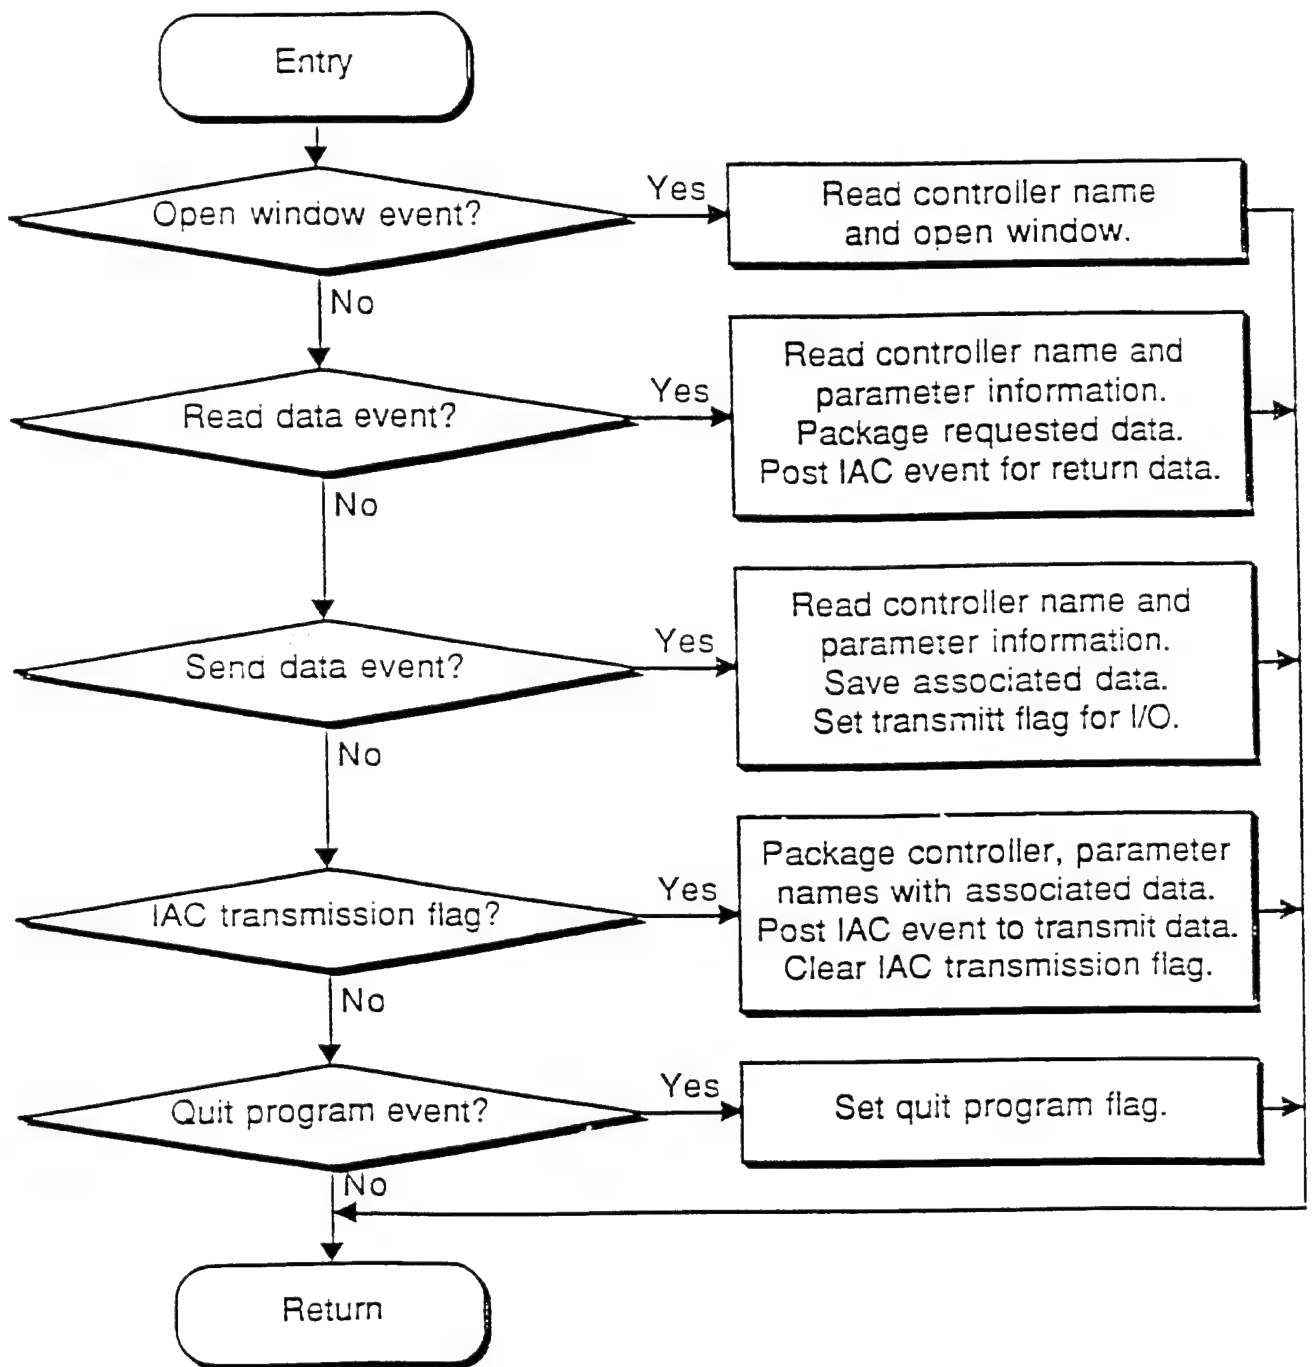 Entry
Open window event?
Yes
Read controller name
and open window.
No
Read data event?
Yes
Read controller name and
parameter information.
Package requested data.
Post IAC event for return data.
No
Send data event?
Yes
Read controller name and
parameter information.
Save associated data.
Set transmitt flag for I/O.
No
IAC transmission flag?
Yes
Package controller, parameter
names with associated data.
Post IAC event to transmit data.
Clear IAC transmission flag.
No
Quit program event?
Yes
Set quit program flag.
No
Return